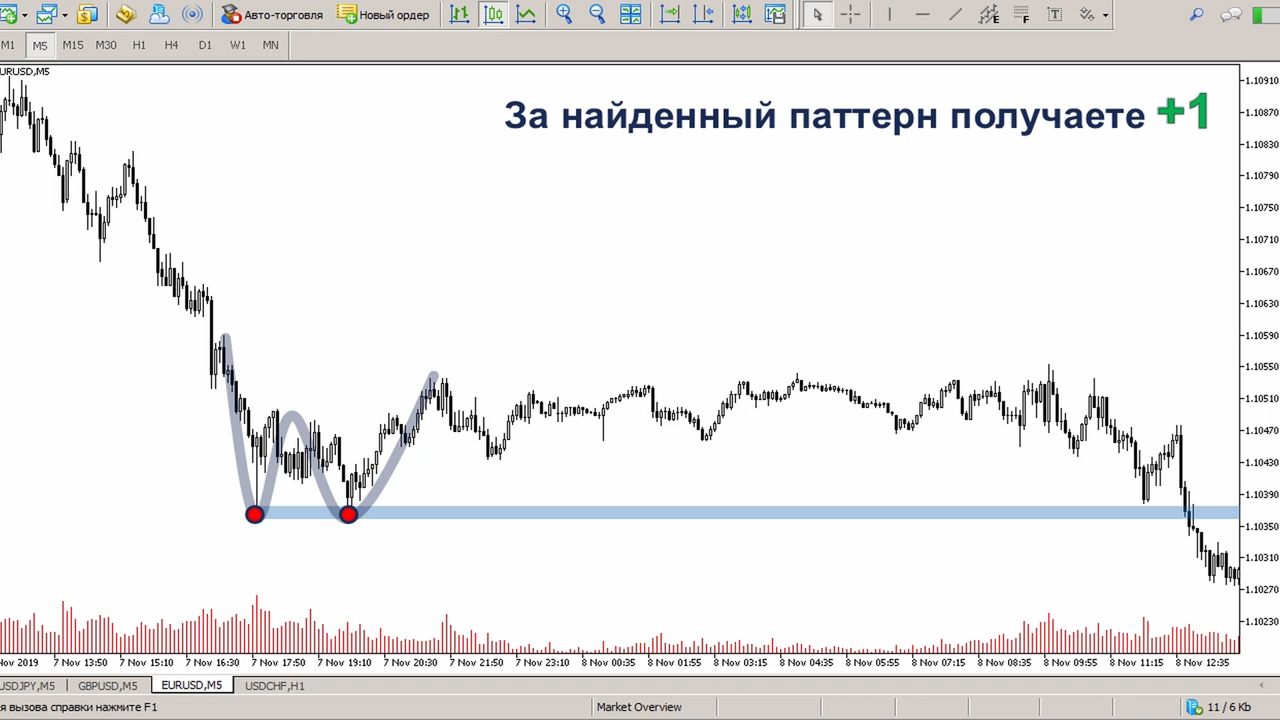 Авто-торговля Новый ордер
M1 M5 M15 M30 H1 H4 D1 W1 MN
URUSD,M5
За найденный паттерн получаете +1
1.10910
1.10870
1.10830
1.10790
1.10750
1.10710
1.10670
1.10630
1.10590
1.10550
1.10510
1.10470
1.10430
1.10390
1.10350
1.10310
1.10270
1.10230
Nov 2019 7 Nov 13:50 7 Nov 15:10 7 Nov 16:30 7 Nov 17:50 7 Nov 19:10 7 Nov 20:30 7 Nov 21:50 7 Nov 23:10 8 Nov 00:35 8 Nov 01:55 8 Nov 03:15 8 Nov 04:35 8 Nov 05:55 8 Nov 07:15 8 Nov 08:35 8 Nov 09:55 8 Nov 11:15 8 Nov 12:35
USDJPY,M5 GBPUSD,M5 EURUSD,M5 USDCHF,H1
я вызова справки нажмите F1 Market Overview 11 / 6 Kb